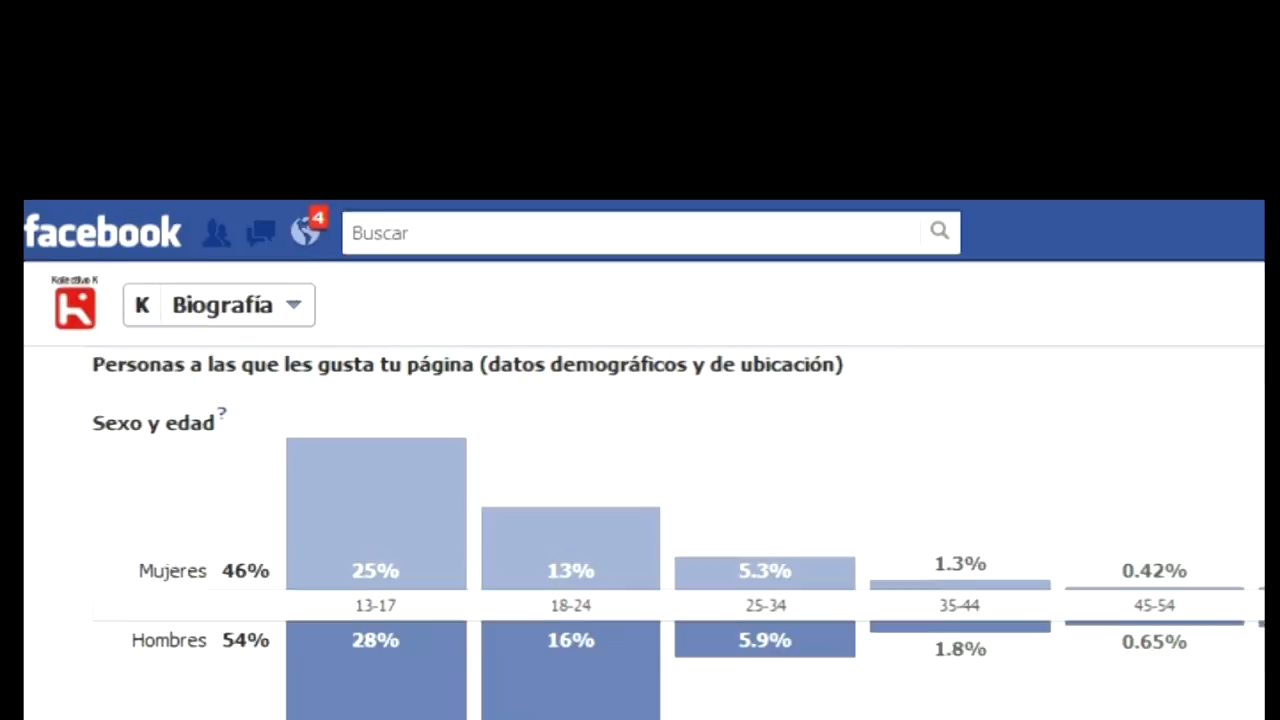 facebook 4 Buscar
Kolectivo K
K Biografía
Personas a las que les gusta tu página (datos demográficos y de ubicación)
Sexo y edad?
Mujeres 46% 25% 13% 5.3% 1.3% 0.42%
13-17 18-24 25-34 35-44 45-54
Hombres 54% 28% 16% 5.9% 1.8% 0.65%